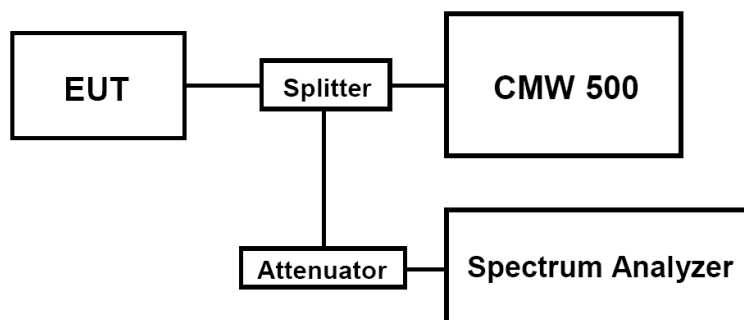 EUT
Splitter
CMW 500
Attenuator
Spectrum Analyzer